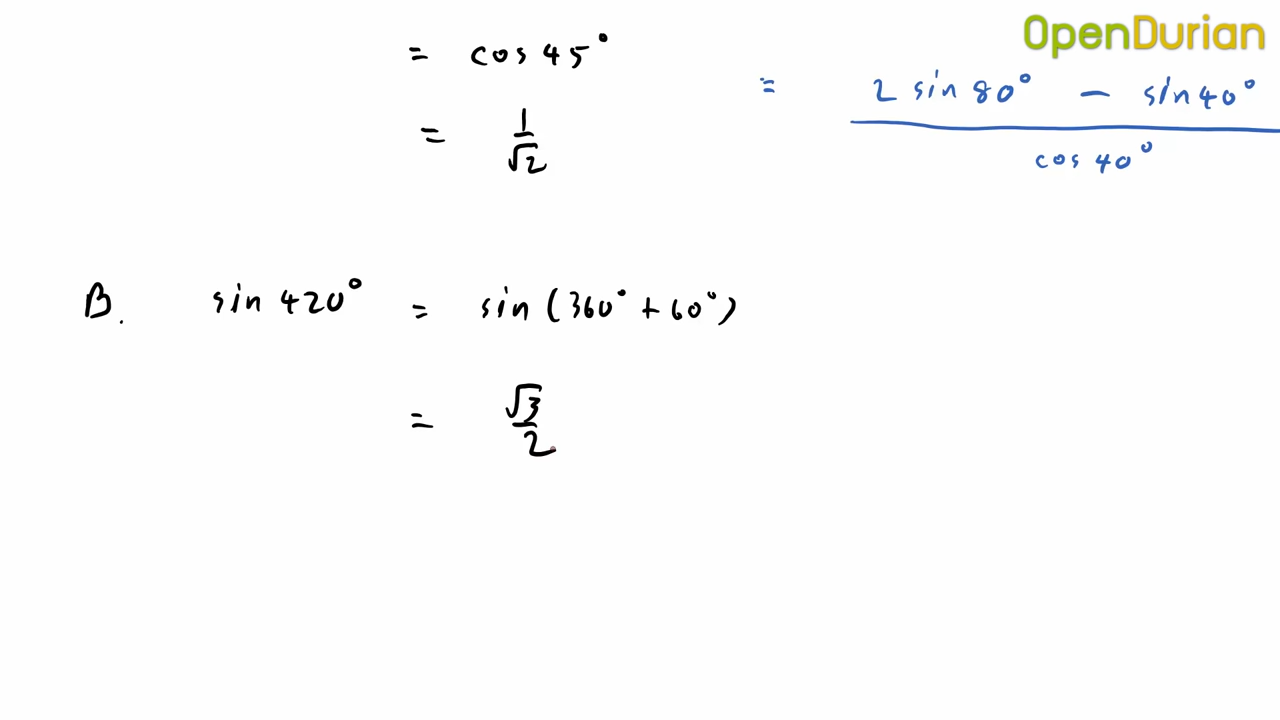 OpenDurian
= cos 45°
= 1/√2
= (2 sin 80° − sin 40°)/cos 40°
B. sin 420° = sin (360° + 60°)
= √3/2